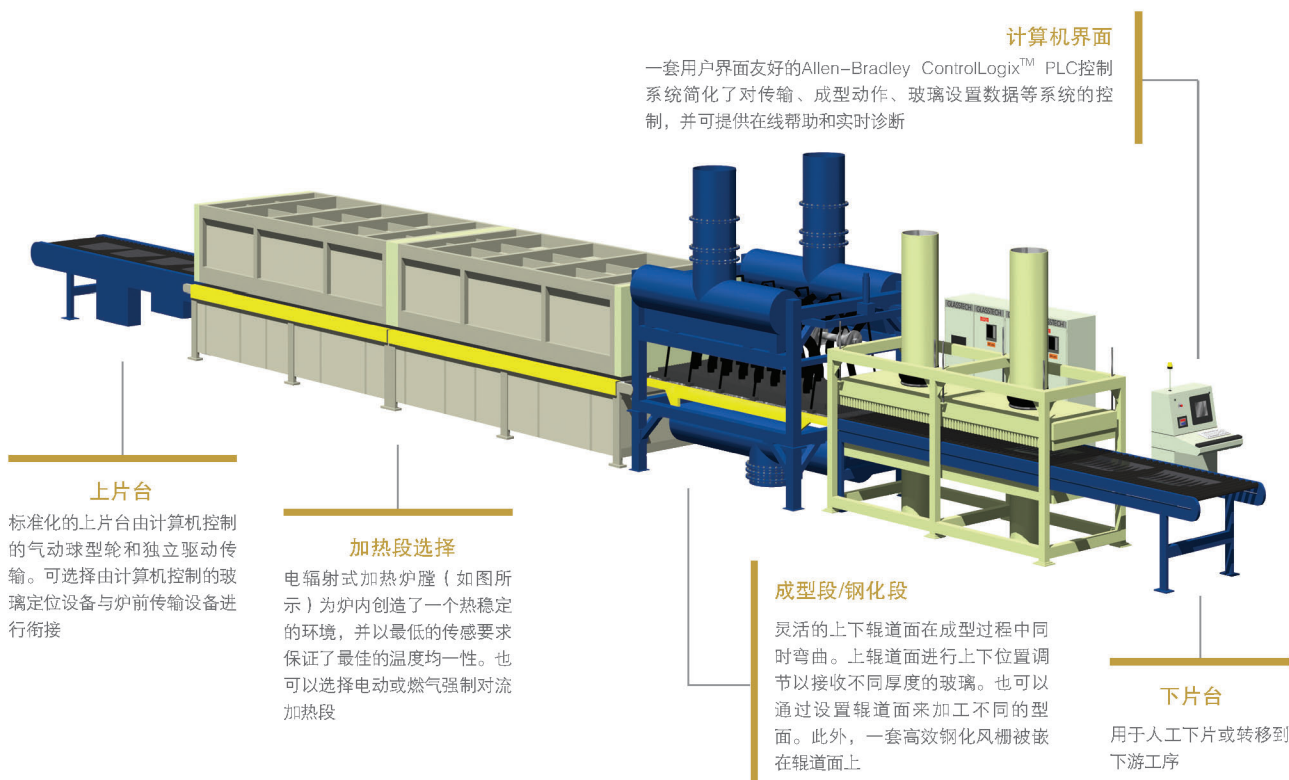 计算机界面
一套用户界面友好的Allen-Bradley ControlLogix™ PLC控制
系统简化了对传输、成型动作、玻璃设置数据等系统的控
制，并可提供在线帮助和实时诊断
GLASSTECH GLASSTECH GLASSTECH
上片台
标准化的上片台由计算机控制
的气动球型轮和独立驱动传
输。可选择由计算机控制的玻
璃定位设备与炉前传输设备进
行衔接
加热段选择
电辐射式加热炉膛（如图所
示）为炉内创造了一个热稳定
的环境，并以最低的传感要求
保证了最佳的温度均一性。也
可以选择电动或燃气强制对流
加热段
成型段/钢化段
灵活的上下辊道面在成型过程中同
时弯曲。上辊道面进行上下位置调
节以接收不同厚度的玻璃。也可以
通过设置辊道面来加工不同的型
面。此外，一套高效钢化风栅被嵌
在辊道面上
下片台
用于人工下片或转移到
下游工序